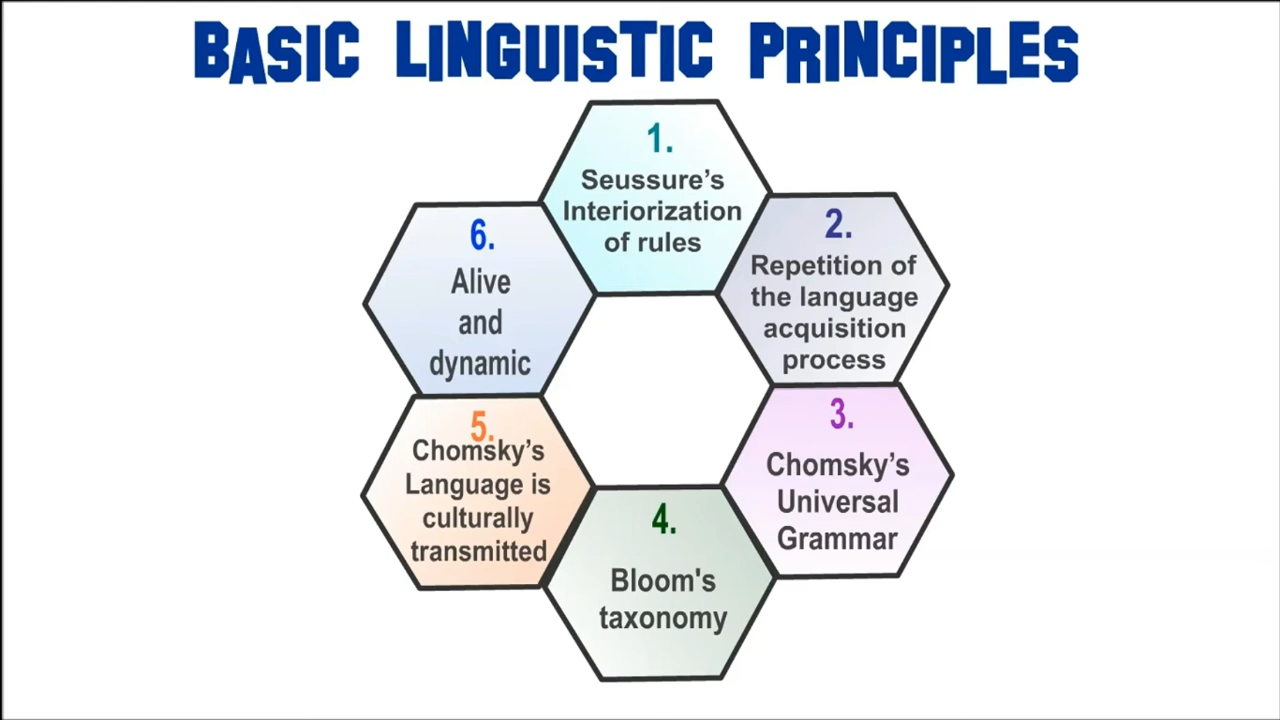 BASIC LINGUISTIC PRINCIPLES
1.
Seussure’s
Interiorization
of rules
2.
Repetition of
the language
acquisition
process
3.
Chomsky’s
Universal
Grammar
4.
Bloom's
taxonomy
5.
Chomsky’s
Language is
culturally
transmitted
6.
Alive
and
dynamic